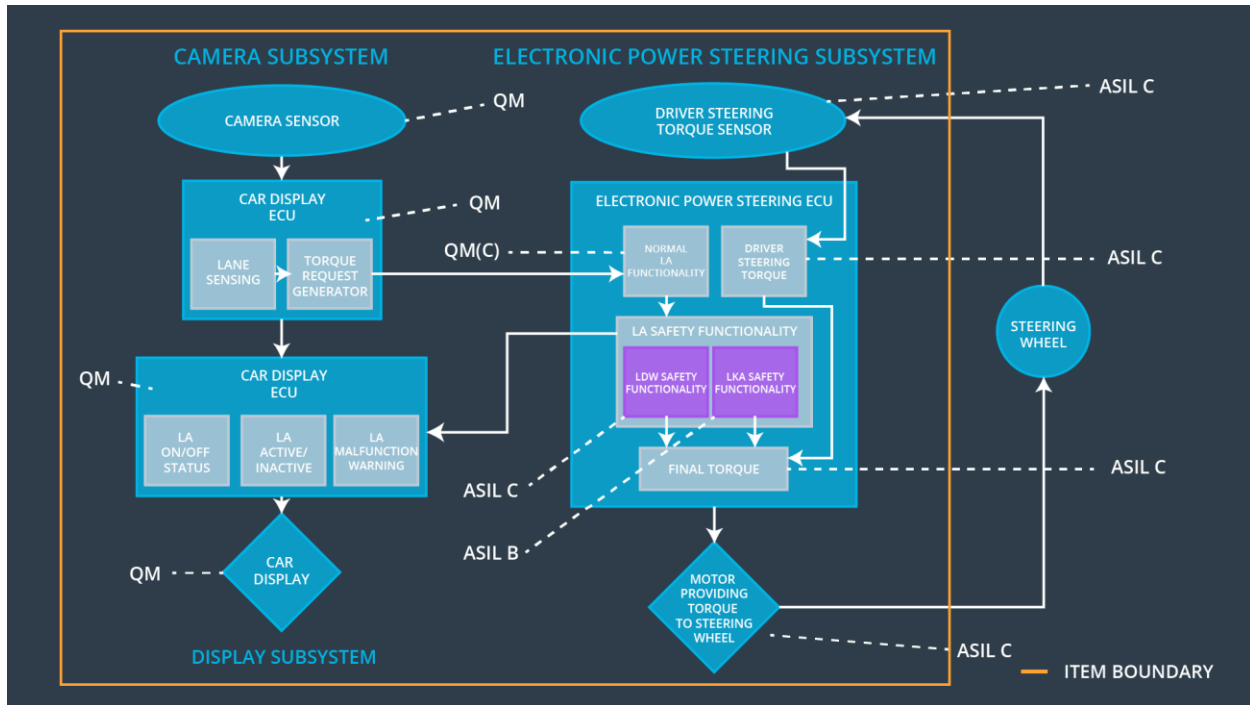 CAMERA SUBSYSTEM
ELECTRONIC POWER STEERING SUBSYSTEM
CAMERA SENSOR
QM
DRIVER STEERING
TORQUE SENSOR
ASIL C
CAR DISPLAY
ECU
QM
LANE
SENSING
TORQUE
REQUEST
GENERATOR
ELECTRONIC POWER STEERING ECU
QM(C)
NORMAL
LA
FUNCTIONALITY
DRIVER
STEERING
TORQUE
ASIL C
STEERING
WHEEL
LA SAFETY FUNCTIONALITY
LDW SAFETY
FUNCTIONALITY
LKA SAFETY
FUNCTIONALITY
QM
CAR DISPLAY
ECU
LA
ON/OFF
STATUS
LA
ACTIVE/
INACTIVE
LA
MALFUNCTION
WARNING
FINAL TORQUE
ASIL C
ASIL C
ASIL B
QM
CAR
DISPLAY
MOTOR
PROVIDING
TORQUE
TO STEERING
WHEEL
ASIL C
DISPLAY SUBSYSTEM
ITEM BOUNDARY